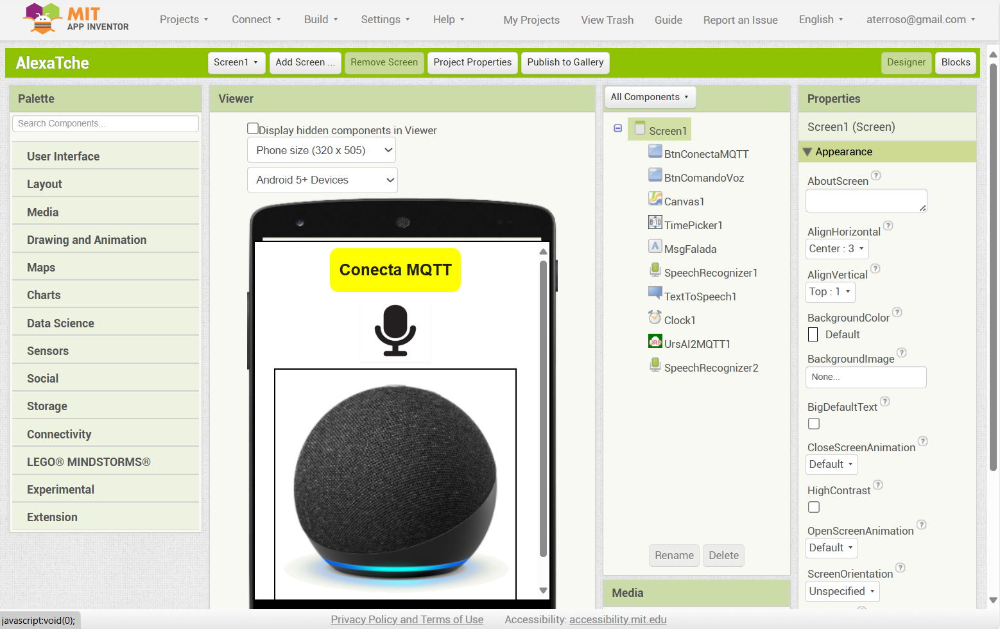 MIT
APP INVENTOR
Projects
Connect
Build
Settings
Help
My Projects
View Trash
Guide
Report an Issue
English
aterroso@gmail.com
AlexaTche
Screen1
Add Screen ...
Remove Screen
Project Properties
Publish to Gallery
Designer
Blocks
Palette
Search Components...
User Interface
Layout
Media
Drawing and Animation
Maps
Charts
Data Science
Sensors
Social
Storage
Connectivity
LEGO® MINDSTORMS®
Experimental
Extension
Viewer
Display hidden components in Viewer
Phone size (320 x 505)
Android 5+ Devices
Conecta MQTT
All Components
Screen1
BtnConectaMQTT
BtnComandoVoz
Canvas1
8:10 TimePicker1
A MsgFalada
SpeechRecognizer1
TextToSpeech1
Clock1
URS UrsAI2MQTT1
SpeechRecognizer2
Rename
Delete
Media
Properties
Screen1 (Screen)
Appearance
AboutScreen ?
AlignHorizontal ?
Center : 3
AlignVertical ?
Top : 1
BackgroundColor ?
Default
BackgroundImage ?
None...
BigDefaultText ?
CloseScreenAnimation ?
Default
HighContrast ?
OpenScreenAnimation ?
Default
ScreenOrientation ?
Unspecified
javascript:void(0);
Privacy Policy and Terms of Use
Accessibility: accessibility.mit.edu